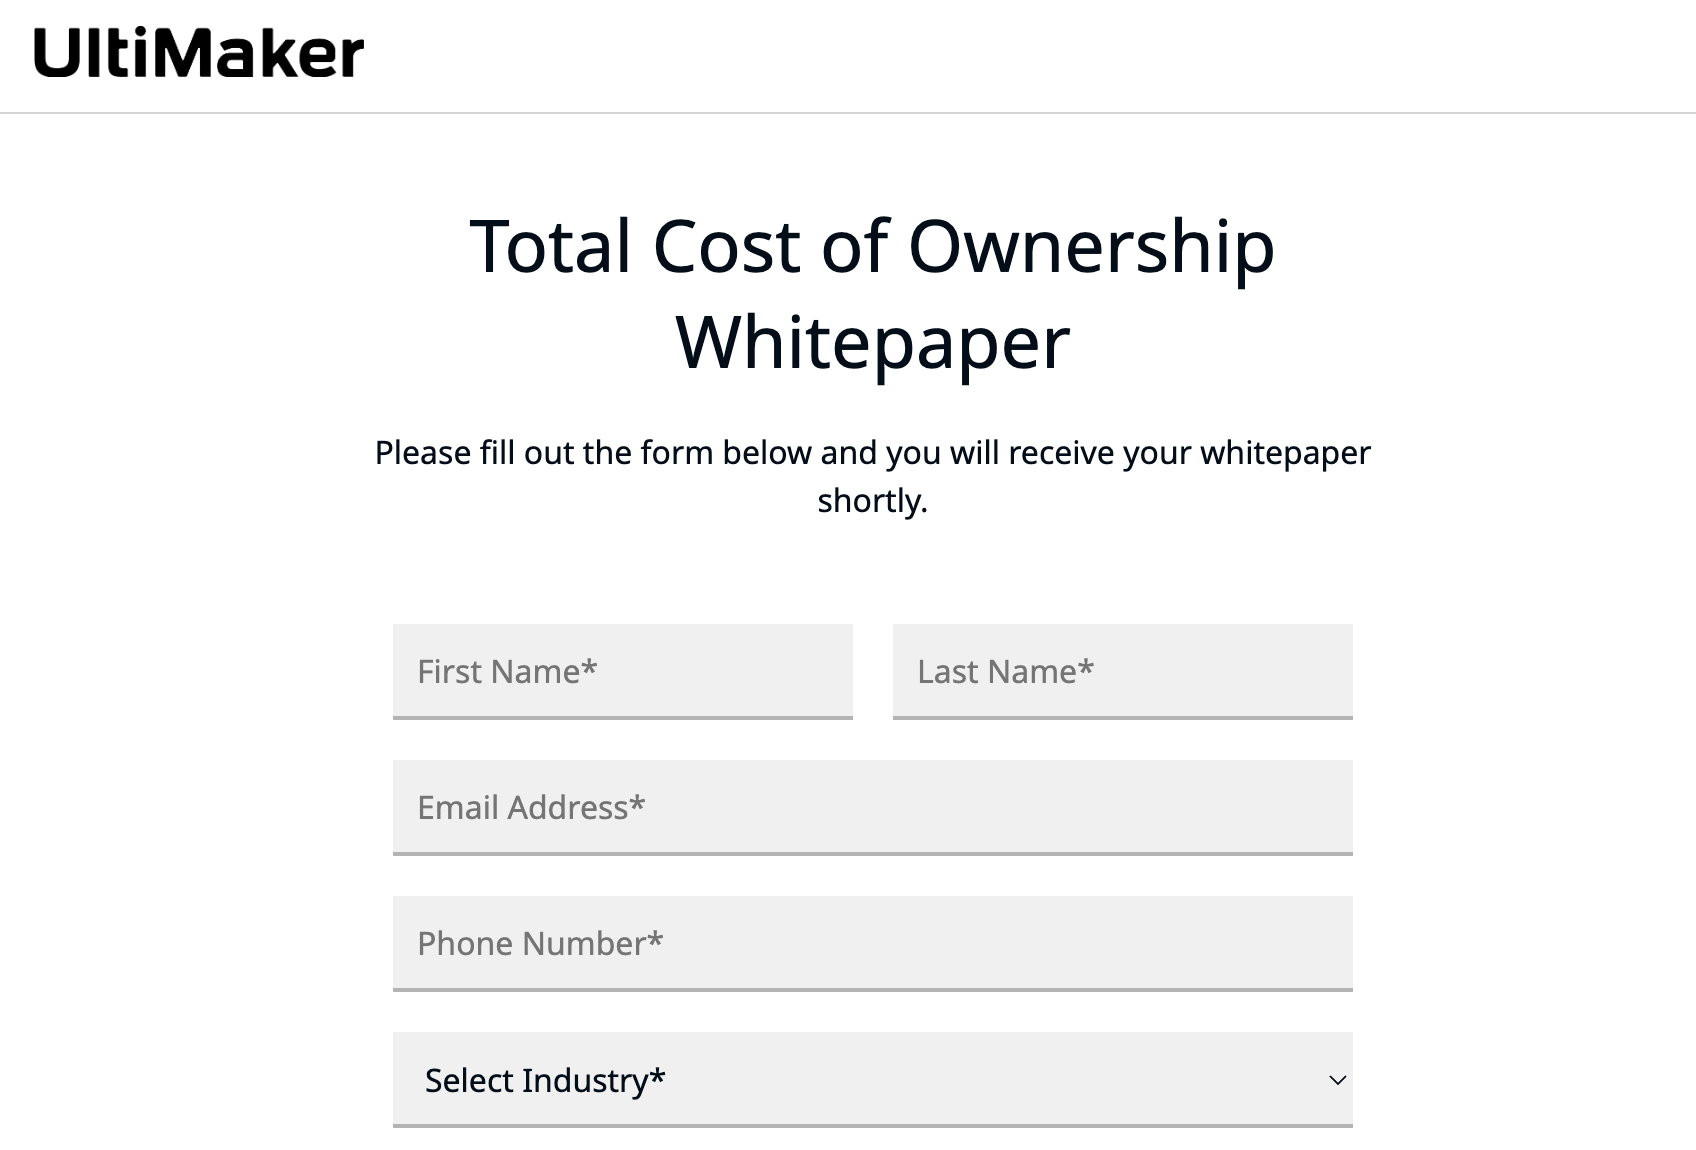 UltiMaker
Total Cost of Ownership
Whitepaper
Please fill out the form below and you will receive your whitepaper
shortly.
First Name*
Last Name*
Email Address*
Phone Number*
Select Industry*